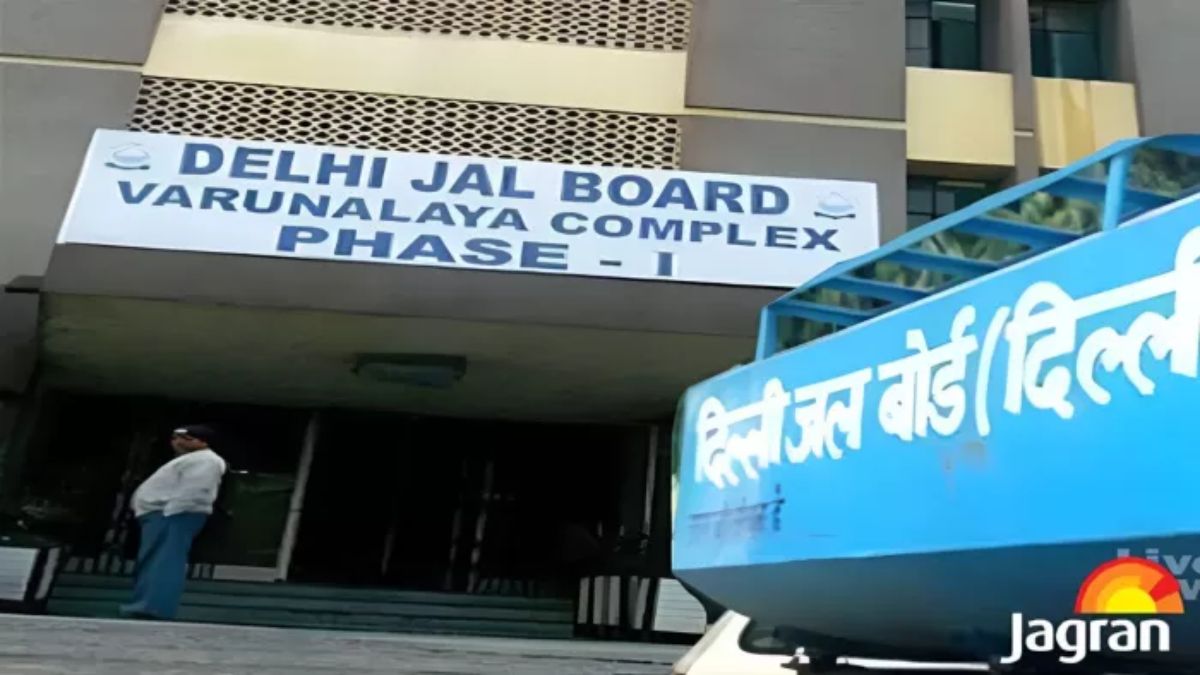 DELHI JAL BOARD
VARUNALAYA COMPLEX
PHASE - I
दिल्ली जल बोर्ड (दिल्ली
Jagran